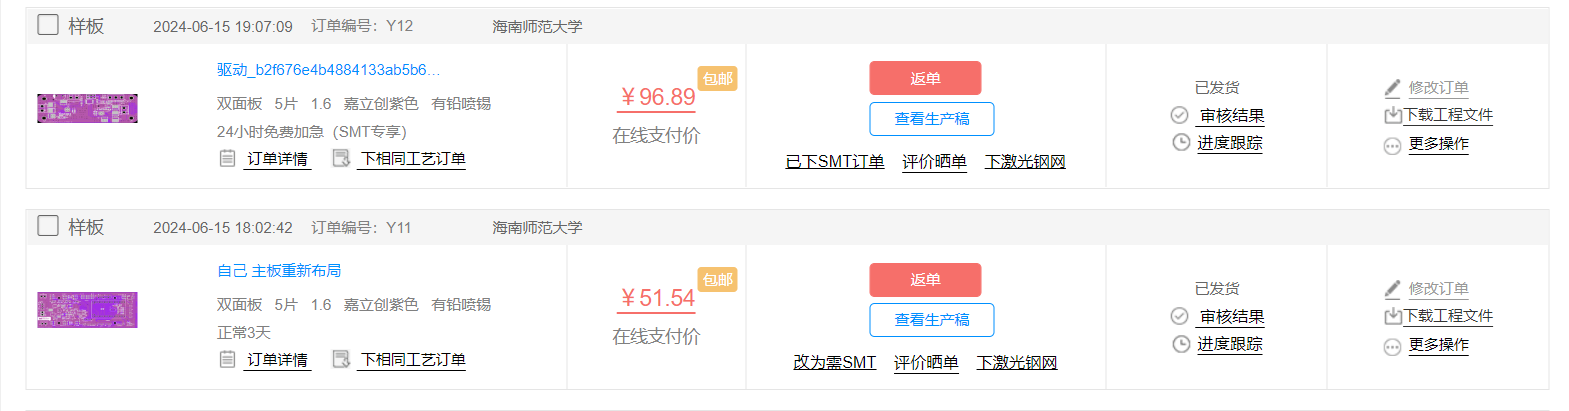 样板 2024-06-15 19:07:09 订单编号：Y12 海南师范大学
驱动_b2f676e4b4884133ab5b6...
双面板 5片 1.6 嘉立创紫色 有铅喷锡
24小时免费加急（SMT专享）
订单详情 下相同工艺订单
包邮
￥96.89
在线支付价
返单
查看生产稿
已下SMT订单 评价晒单 下激光钢网
已发货
审核结果
进度跟踪
修改订单
下载工程文件
更多操作
样板 2024-06-15 18:02:42 订单编号：Y11 海南师范大学
自己 主板重新布局
双面板 5片 1.6 嘉立创紫色 有铅喷锡
正常3天
订单详情 下相同工艺订单
包邮
￥51.54
在线支付价
返单
查看生产稿
改为需SMT 评价晒单 下激光钢网
已发货
审核结果
进度跟踪
修改订单
下载工程文件
更多操作